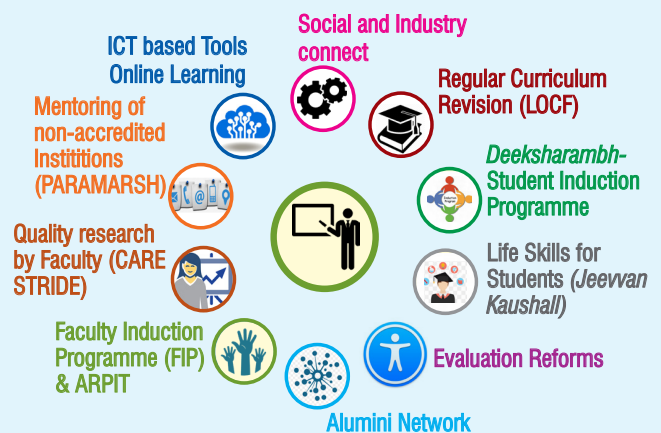 Social and Industry
connect
ICT based Tools
Online Learning
Regular Curriculum
Revision (LOCF)
Mentoring of
non-accredited
Instititions
(PARAMARSH)
Deeksharambh-
Student Induction
Programme
Quality research
by Faculty (CARE
STRIDE)
Life Skills for
Students (Jeevvan
Kaushall)
Faculty Induction
Programme (FIP)
& ARPIT
Evaluation Reforms
Alumini Network